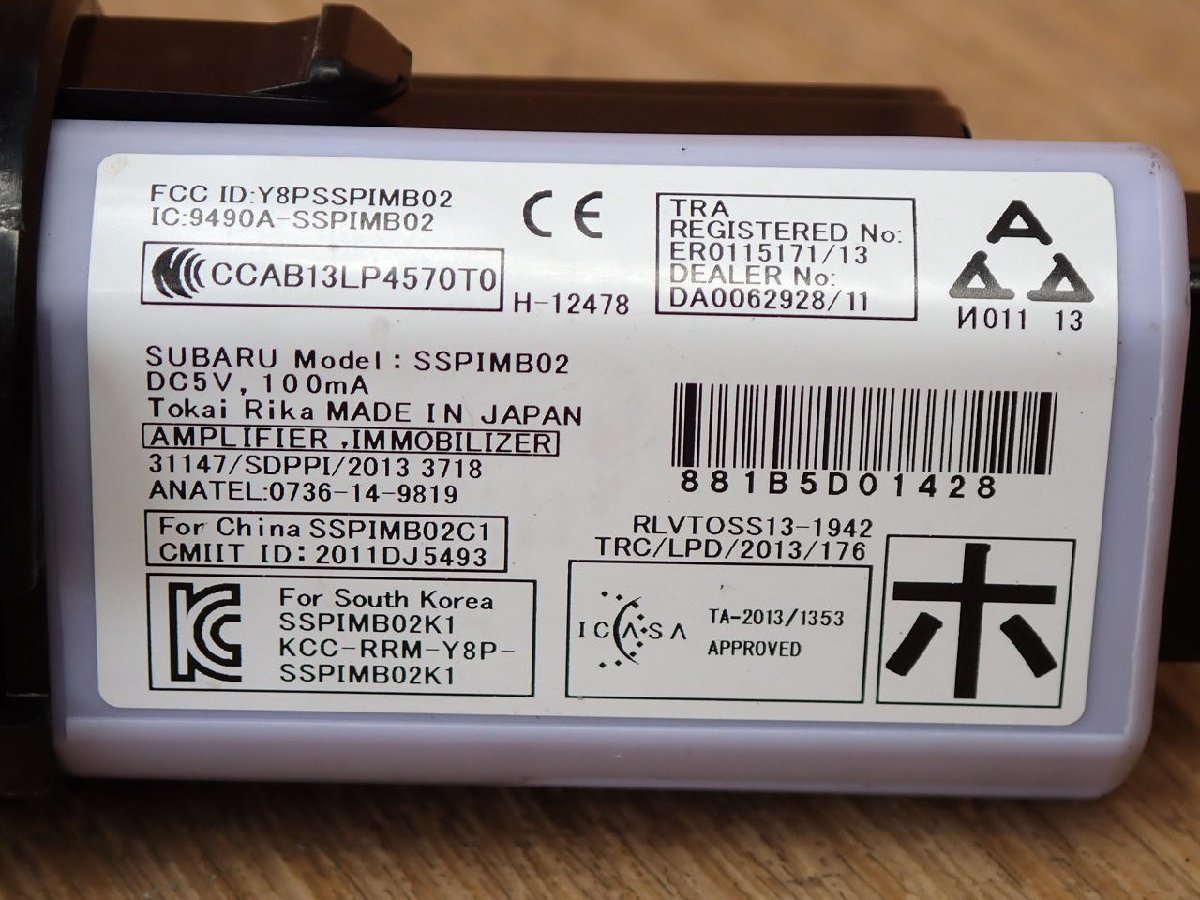 FCC ID:Y8PSSPIMB02
IC:9490A-SSPIMB02
CE
CCAB13LP4570T0
H-12478
TRA
REGISTERED No:
ER0115171/13
DEALER No:
DA0062928/11
И011 13
SUBARU Model: SSPIMB02
DC5V, 100mA
Tokai Rika MADE IN JAPAN
AMPLIFIER ,IMMOBILIZER
31147/SDPPI/2013 3718
ANATEL:0736-14-9819
881B5D01428
For China SSPIMB02C1
CMIIT ID: 2011DJ5493
RLVTOSS13-1942
TRC/LPD/2013/176
For South Korea
SSPIMB02K1
KCC-RRM-Y8P-
SSPIMB02K1
ICASA
TA-2013/1353
APPROVED